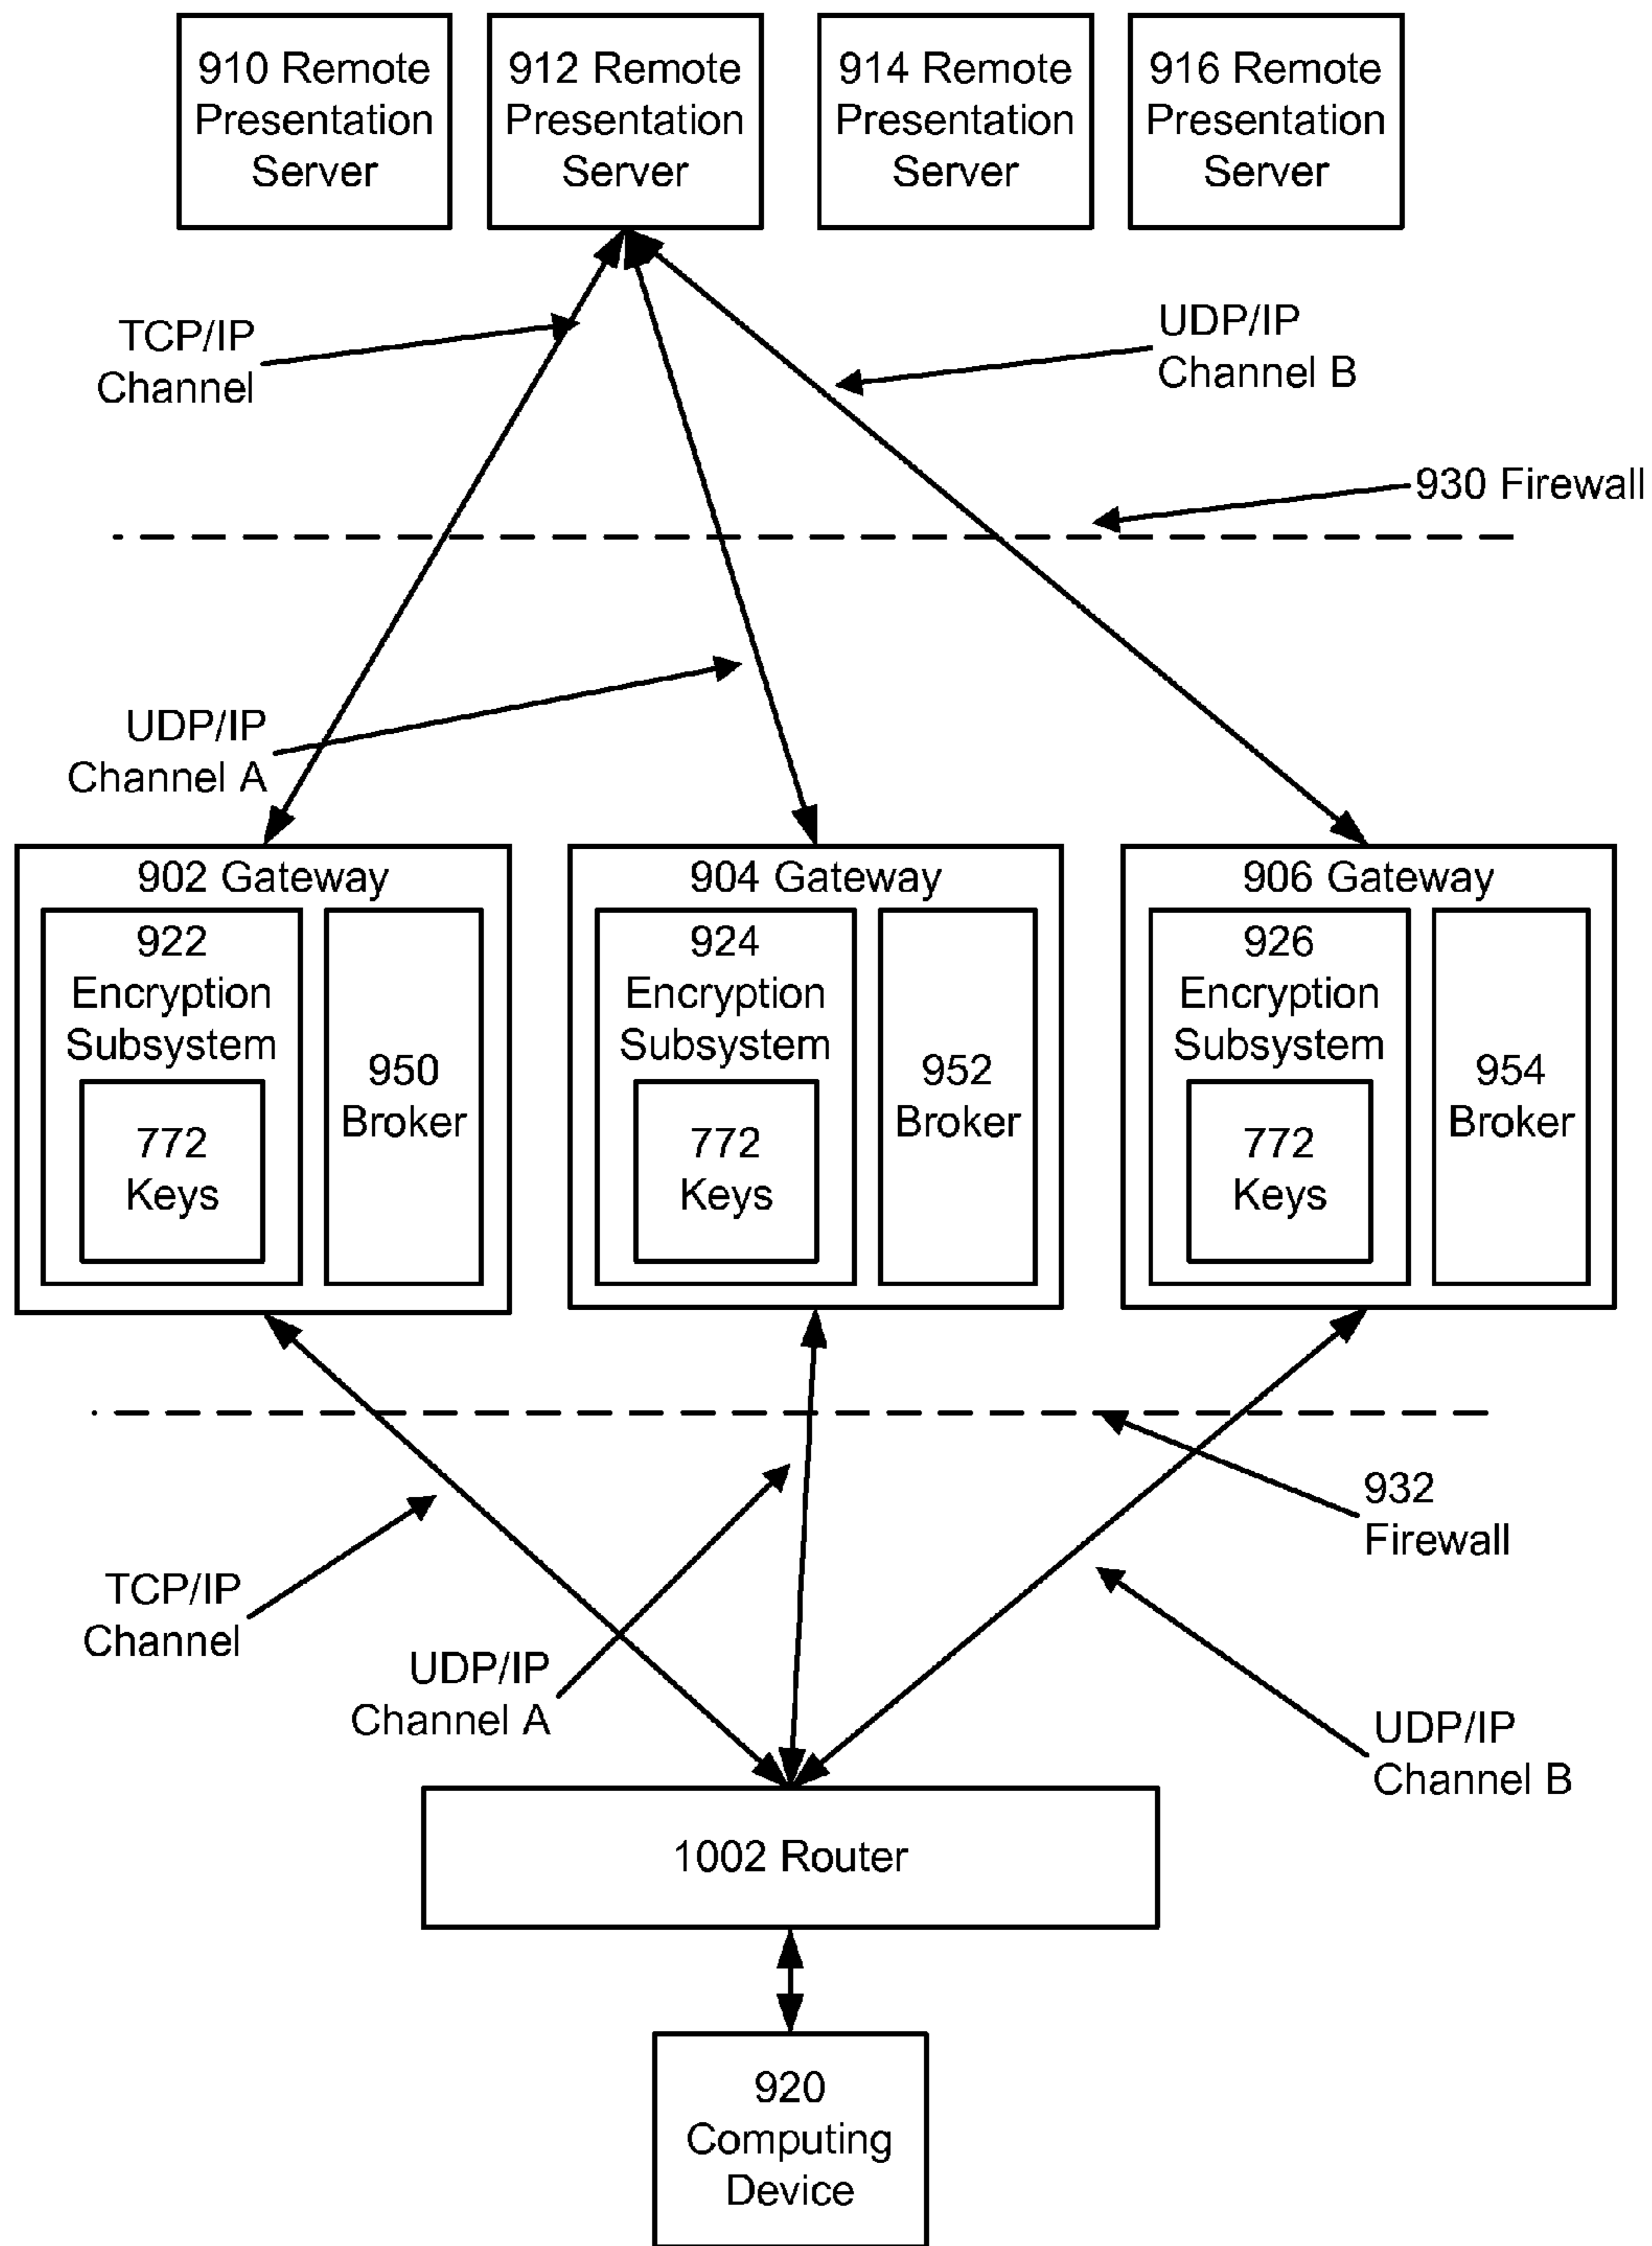 910 Remote
Presentation
Server
912 Remote
Presentation
Server
914 Remote
Presentation
Server
916 Remote
Presentation
Server
TCP/IP
Channel
UDP/IP
Channel B
930 Firewall
UDP/IP
Channel A
902 Gateway
922
Encryption
Subsystem
772
Keys
950
Broker
904 Gateway
924
Encryption
Subsystem
772
Keys
952
Broker
906 Gateway
926
Encryption
Subsystem
772
Keys
954
Broker
932
Firewall
TCP/IP
Channel
UDP/IP
Channel A
UDP/IP
Channel B
1002 Router
920
Computing
Device